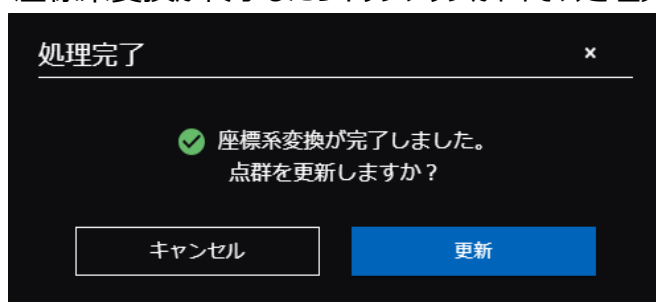 処理完了
×
座標系変換が完了しました。
点群を更新しますか？
キャンセル
更新